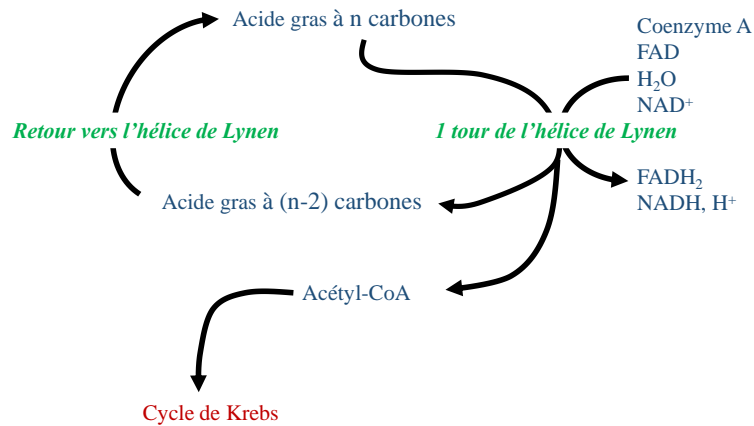 Acide gras à n carbones
Coenzyme A
FAD
H₂O
NAD⁺
Retour vers l'hélice de Lynen
1 tour de l'hélice de Lynen
FADH₂
NADH, H⁺
Acide gras à (n-2) carbones
Acétyl-CoA
Cycle de Krebs